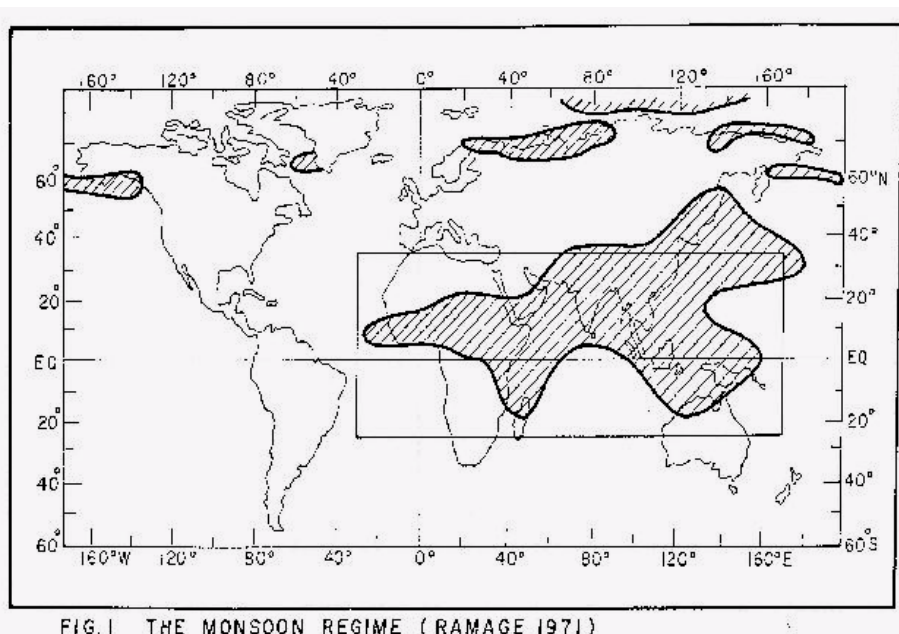 160° 120° 80° 40° 0° 40° 80° 120° 160°
60° 60°N
40° 40°
20° 20°
EQ EQ
20° 20°
40° 40°
60° 60°S
160°W 120° 80° 40° 0° 40° 80° 120° 160°E
FIG.1 THE MONSOON REGIME (RAMAGE 1971)